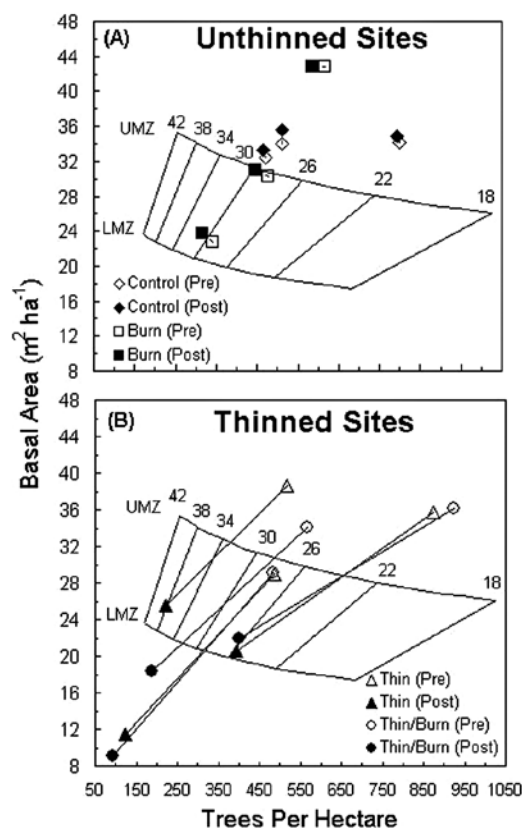 (A) Unthinned Sites
48
44
40
36
32
28
24
20
16
12
8
UMZ
LMZ
42
38
34
30
26
22
18
Control (Pre)
Control (Post)
Burn (Pre)
Burn (Post)
Basal Area (m² ha⁻¹)
(B) Thinned Sites
48
44
40
36
32
28
24
20
16
12
8
UMZ
LMZ
42
38
34
30
26
22
18
Thin (Pre)
Thin (Post)
Thin/Burn (Pre)
Thin/Burn (Post)
50 150 250 350 450 550 650 750 850 950 1050
Trees Per Hectare